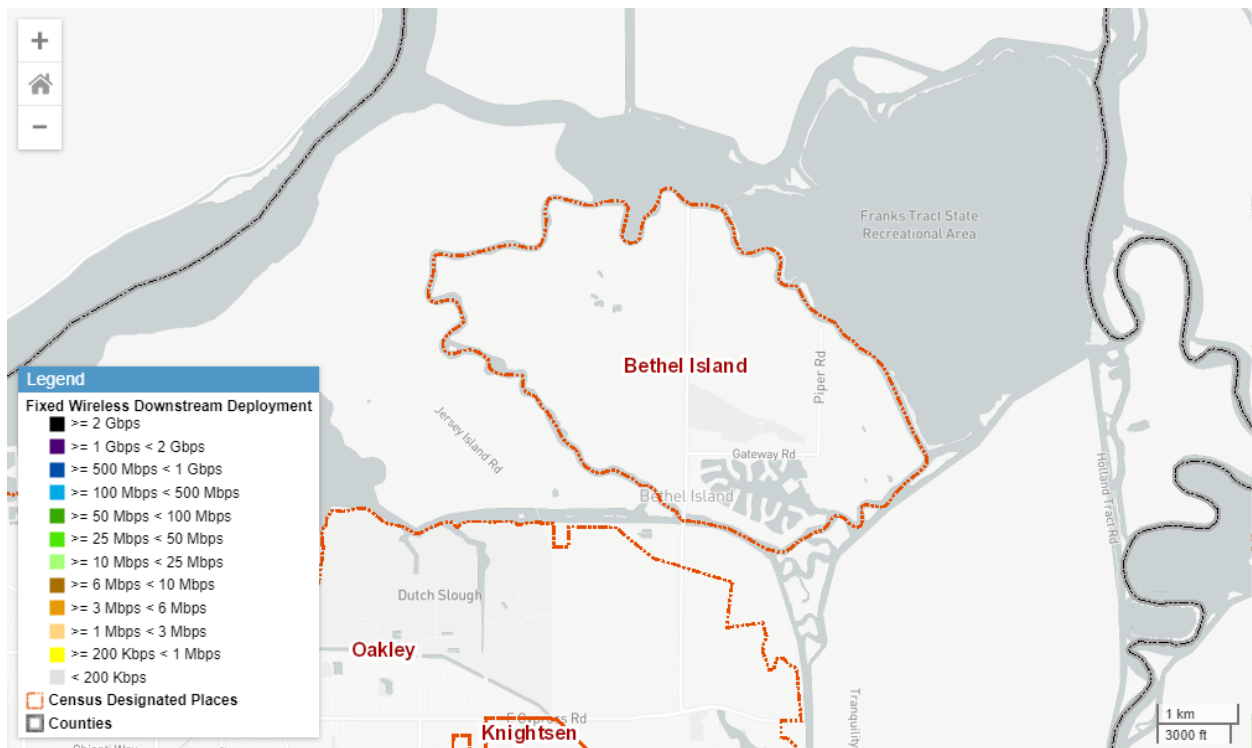 +
−
Franks Tract State
Recreational Area
Bethel Island
Piper Rd
Jersey Island Rd
Gateway Rd
Bethel Island
Holland Tract Rd
Dutch Slough
Oakley
E Cypress Rd
Knightsen
Tranquility
Legend
Fixed Wireless Downstream Deployment
>= 2 Gbps
>= 1 Gbps < 2 Gbps
>= 500 Mbps < 1 Gbps
>= 100 Mbps < 500 Mbps
>= 50 Mbps < 100 Mbps
>= 25 Mbps < 50 Mbps
>= 10 Mbps < 25 Mbps
>= 6 Mbps < 10 Mbps
>= 3 Mbps < 6 Mbps
>= 1 Mbps < 3 Mbps
>= 200 Kbps < 1 Mbps
< 200 Kbps
Census Designated Places
Counties
1 km
3000 ft